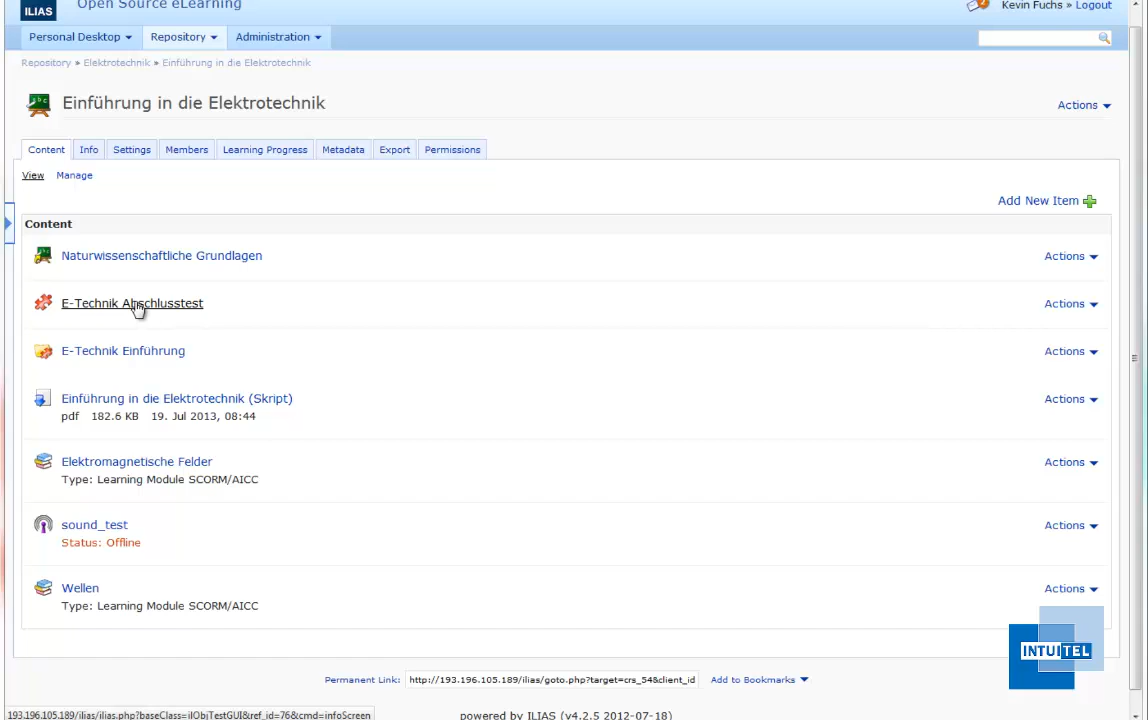 ILIAS Open Source eLearning Kevin Fuchs » Logout
Personal Desktop Repository Administration
Repository » Elektrotechnik » Einführung in die Elektrotechnik
abc Einführung in die Elektrotechnik Actions
Content Info Settings Members Learning Progress Metadata Export Permissions
View Manage
Add New Item
Content
Naturwissenschaftliche Grundlagen Actions
E-Technik Abschlusstest Actions
E-Technik Einführung Actions
Einführung in die Elektrotechnik (Skript) Actions
pdf 182.6 KB 19. Jul 2013, 08:44
Elektromagnetische Felder Actions
Type: Learning Module SCORM/AICC
sound_test Actions
Status: Offline
Wellen Actions
Type: Learning Module SCORM/AICC
INTUITEL
Permanent Link: http://193.196.105.189/ilias/goto.php?target=crs_54&client_id Add to Bookmarks
193.196.105.189/ilias/ilias.php?baseClass=ilObjTestGUI&ref_id=76&cmd=infoScreen
powered by ILIAS (v4.2.5 2012-07-18)